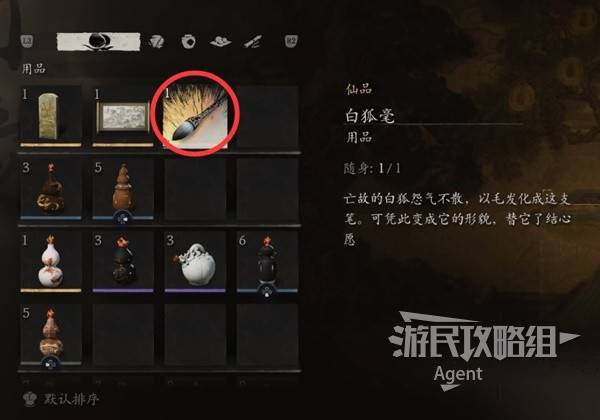 L2
R2
用品
1
1
1
3
5
1
3
3
6
5
默认排序
仙品
白狐毫
用品
随身: 1/1
亡故的白狐怨气不散，以毛发化成这支
笔。可凭此变成它的形貌，替它了结心
愿
游民攻略组
Agent